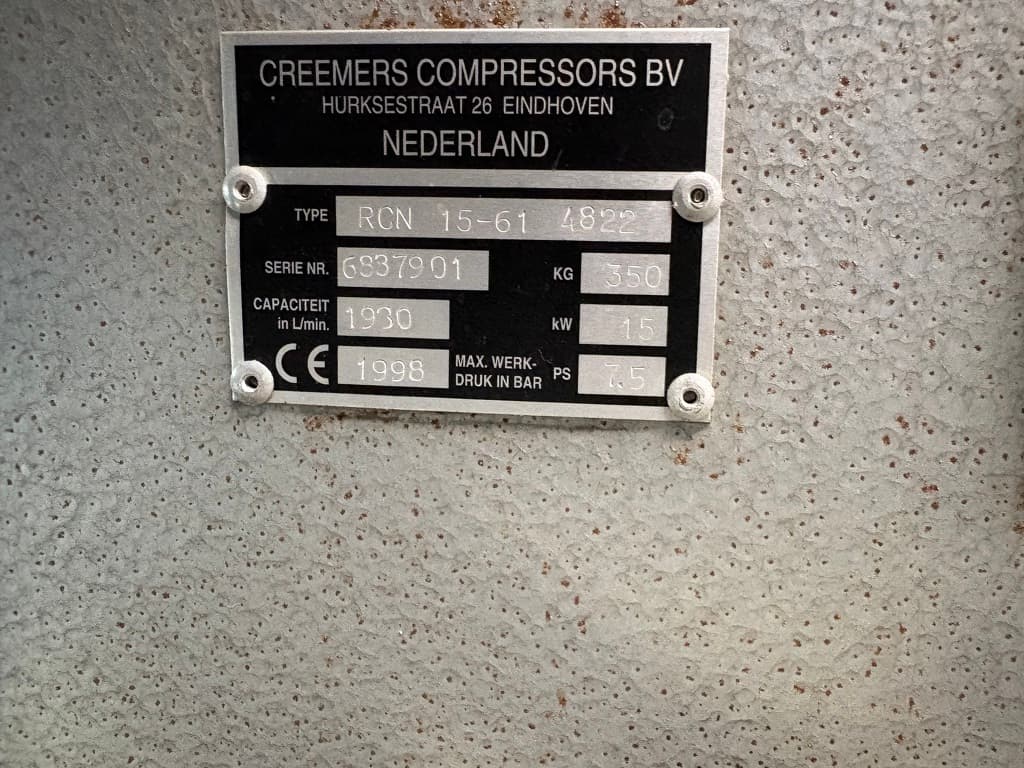 CREEMERS COMPRESSORS BV
HURKSESTRAAT 26 EINDHOVEN
NEDERLAND
TYPE RCN 15-61 4822
SERIE NR. 6837901 KG 350
CAPACITEIT in L/min. 1930 kW 15
CE 1998 MAX. WERK-DRUK IN BAR PS 7.5